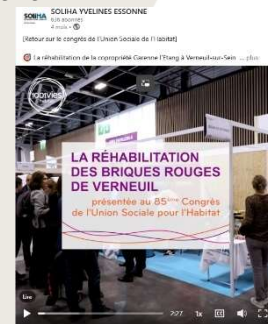 SOLIHA YVELINES ESSONNE
[Retour sur le congrès de l'Union Sociale de l'Habitat]
La réhabilitation de la copropriété Garenne l'Etang à Verneuil-sur-Sein ... plus
LA RÉHABILITATION
DES BRIQUES ROUGES
DE VERNEUIL
présentée au 85ème Congrès
de l'Union Sociale pour l'Habitat
Lire
2:27 1x